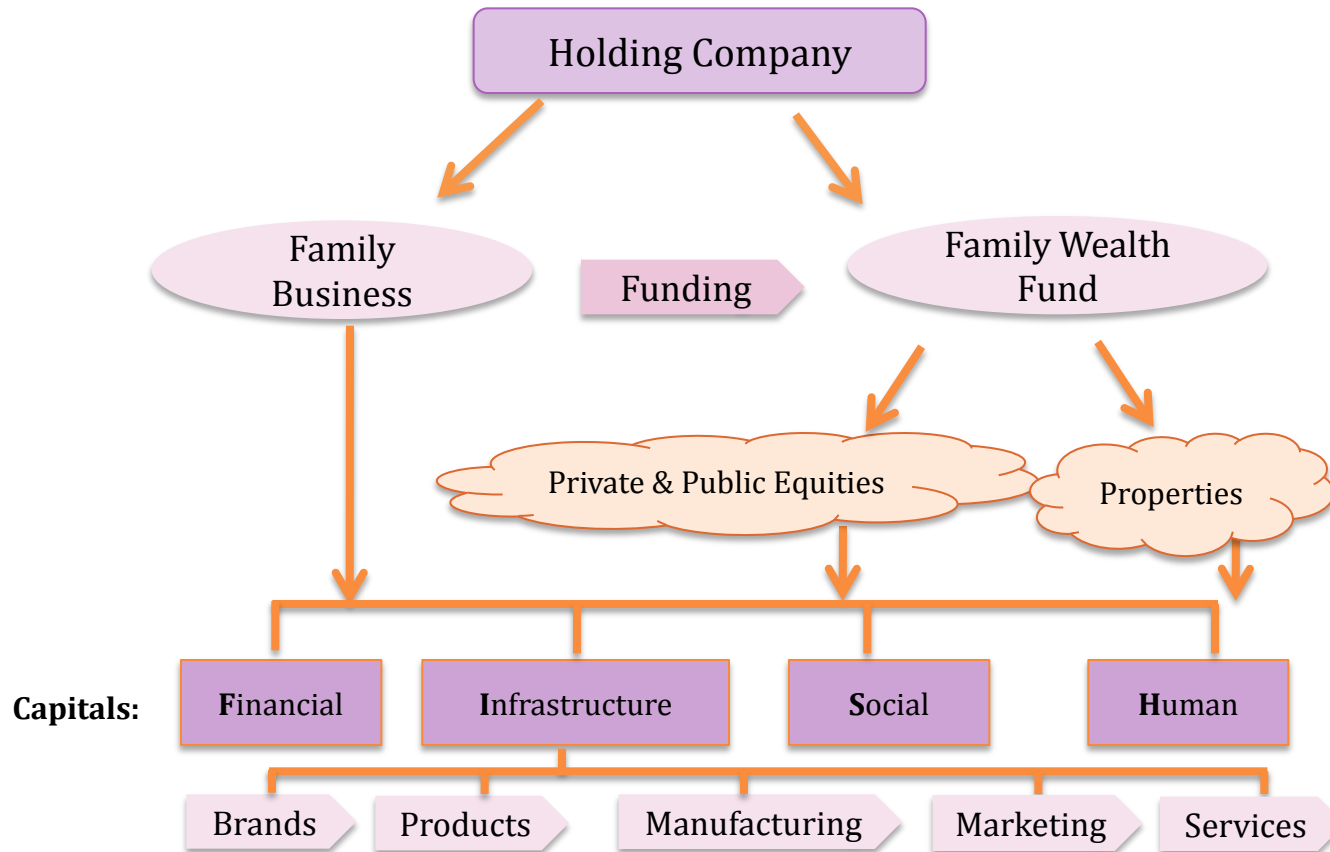 Holding Company
Family
Business
Funding
Family Wealth
Fund
Private & Public Equities
Properties
Capitals:
Financial
Infrastructure
Social
Human
Brands
Products
Manufacturing
Marketing
Services